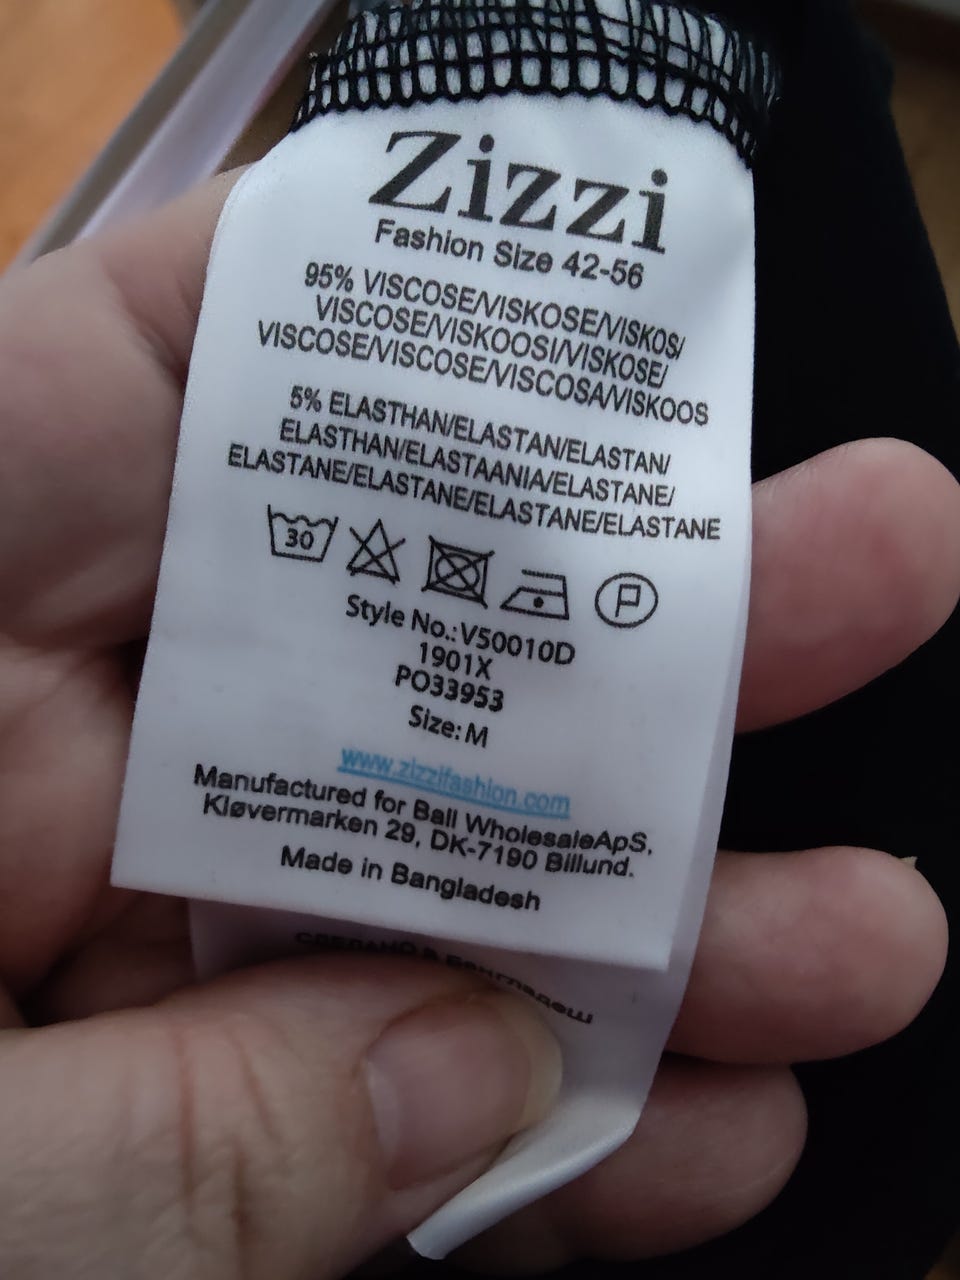 Zizzi
Fashion Size 42-56
95% VISCOSE/VISKOSE/VISKOS/
VISCOSE/VISKOOSI/VISKOSE/
VISCOSE/VISCOSE/VISCOSA/VISKOOS
5% ELASTHAN/ELASTAN/ELASTAN/
ELASTHAN/ELASTAANIA/ELASTANE/
ELASTANE/ELASTANE/ELASTANE/ELASTANE
30
P
Style No.:V50010D
1901X
PO33953
Size: M
www.zizzifashion.com
Manufactured for Ball WholesaleApS,
Kløvermarken 29, DK-7190 Billund.
Made in Bangladesh
СДЕЛАНО В Бангладеш